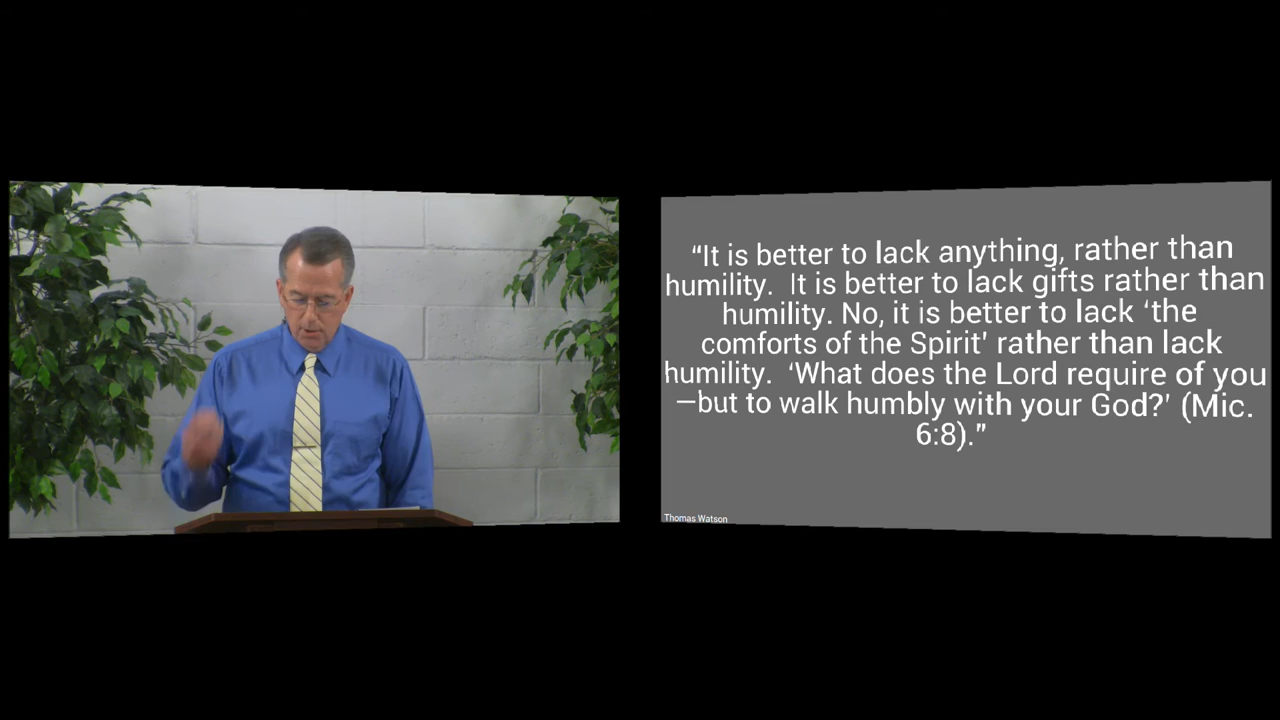 “It is better to lack anything, rather than
humility.  It is better to lack gifts rather than
humility. No, it is better to lack ‘the
comforts of the Spirit’ rather than lack
humility.  ‘What does the Lord require of you
—but to walk humbly with your God?’ (Mic.
6:8).”
Thomas Watson